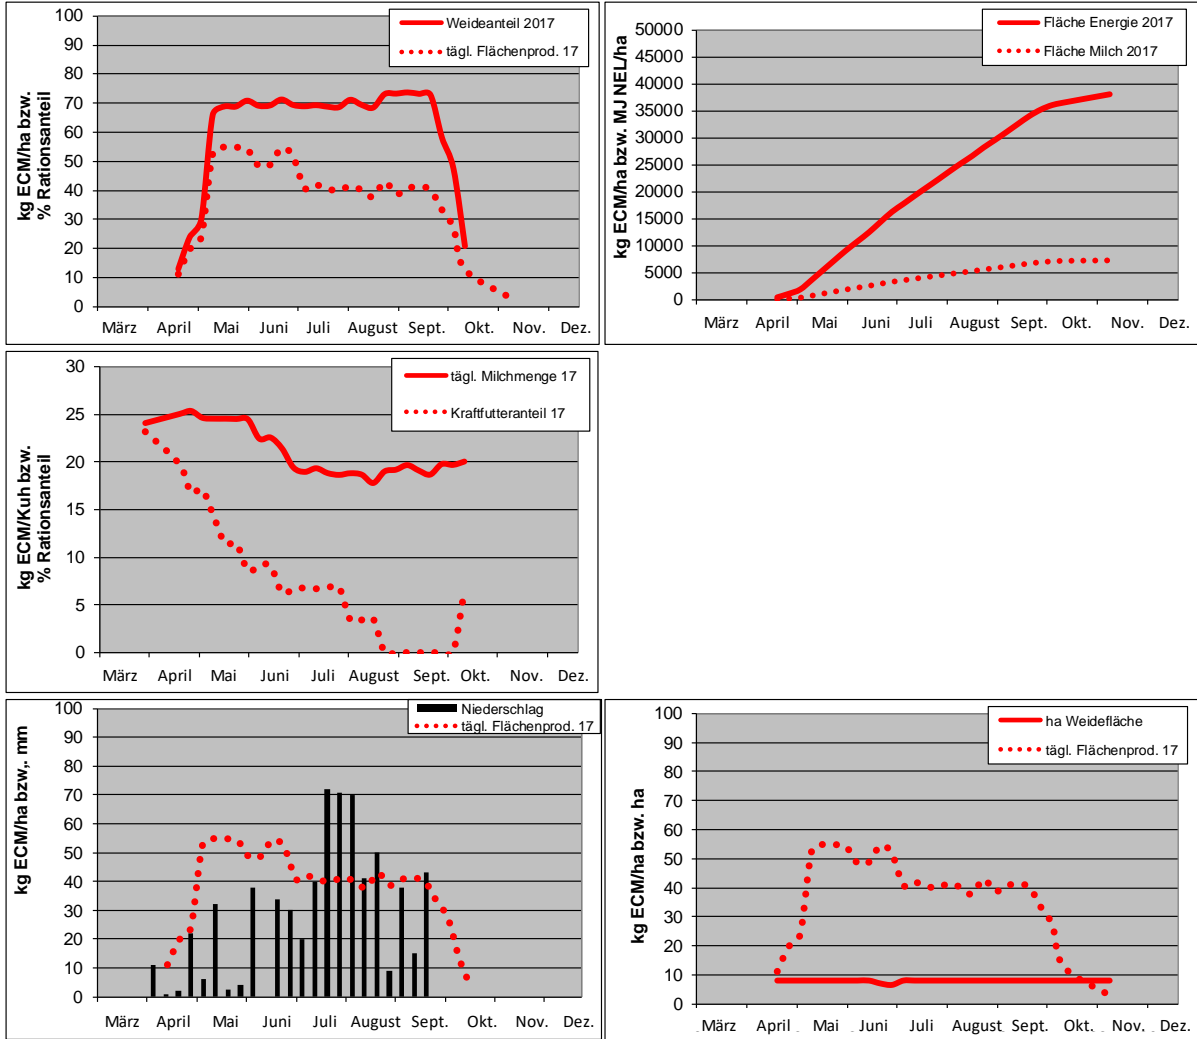 kg ECM/ha bzw.
% Rationsanteil
100
90
80
70
60
50
40
30
20
10
0
Weideanteil 2017
tägl. Flächenprod. 17
März April Mai Juni Juli August Sept. Okt. Nov. Dez.
kg ECM/ha bzw. MJ NEL/ha
50000
45000
40000
35000
30000
25000
20000
15000
10000
5000
0
Fläche Energie 2017
Fläche Milch 2017
März April Mai Juni Juli August Sept. Okt. Nov. Dez.
kg ECM/Kuh bzw.
% Rationsanteil
30
25
20
15
10
5
0
tägl. Milchmenge 17
Kraftfutteranteil 17
März April Mai Juni Juli August Sept. Okt. Nov. Dez.
kg ECM/ha bzw,. mm
100
90
80
70
60
50
40
30
20
10
0
Niederschlag
tägl. Flächenprod. 17
März April Mai Juni Juli August Sept. Okt. Nov. Dez.
kg ECM/ha bzw. ha
100
90
80
70
60
50
40
30
20
10
0
ha Weidefläche
tägl. Flächenprod. 17
März April Mai Juni Juli August Sept. Okt. Nov. Dez.